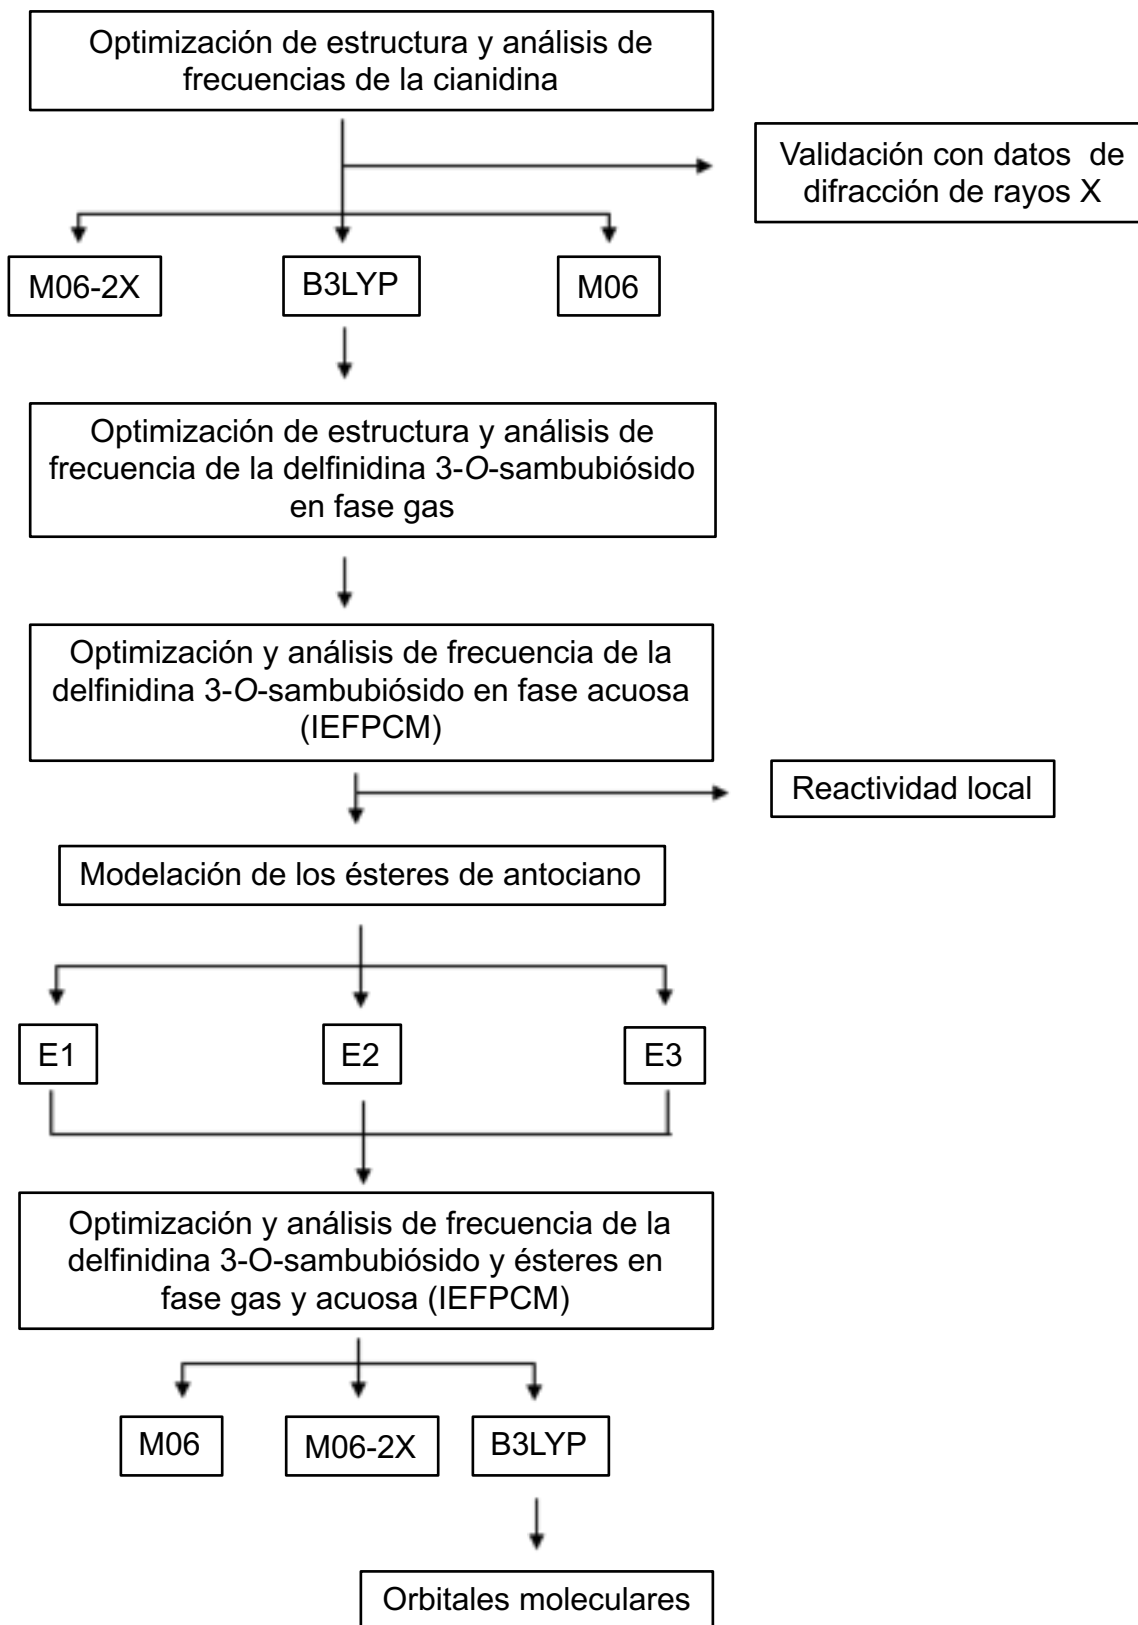 Optimización de estructura y análisis de
frecuencias de la cianidina
Validación con datos de
difracción de rayos X
M06-2X
B3LYP
M06
Optimización de estructura y análisis de
frecuencia de la delfinidina 3-O-sambubiósido
en fase gas
Optimización y análisis de frecuencia de la
delfinidina 3-O-sambubiósido en fase acuosa
(IEFPCM)
Reactividad local
Modelación de los ésteres de antociano
E1
E2
E3
Optimización y análisis de frecuencia de la
delfinidina 3-O-sambubiósido y ésteres en
fase gas y acuosa (IEFPCM)
M06
M06-2X
B3LYP
Orbitales moleculares